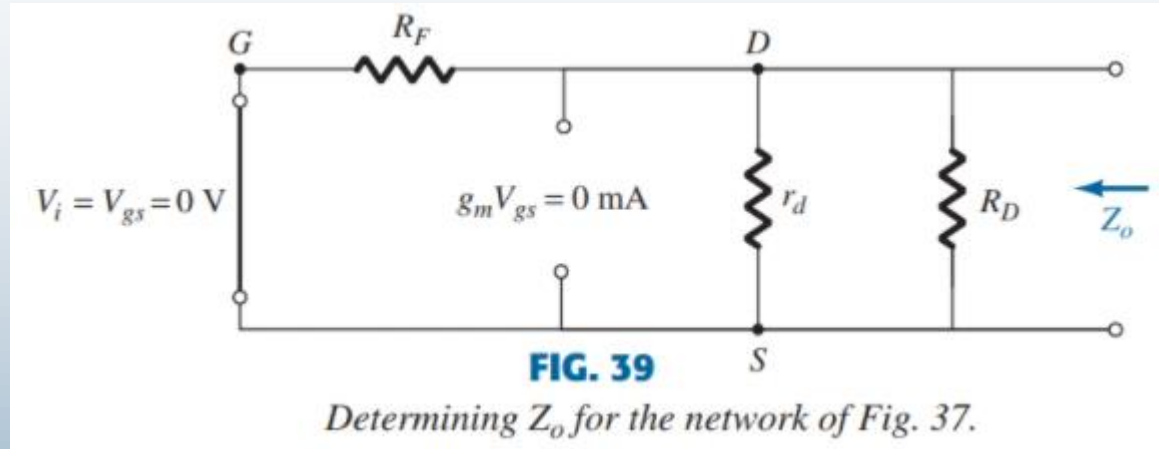 R_F
G
D
V_i = V_gs = 0 V
g_m V_gs = 0 mA
r_d
R_D
Z_o
S
FIG. 39
Determining Z_o for the network of Fig. 37.